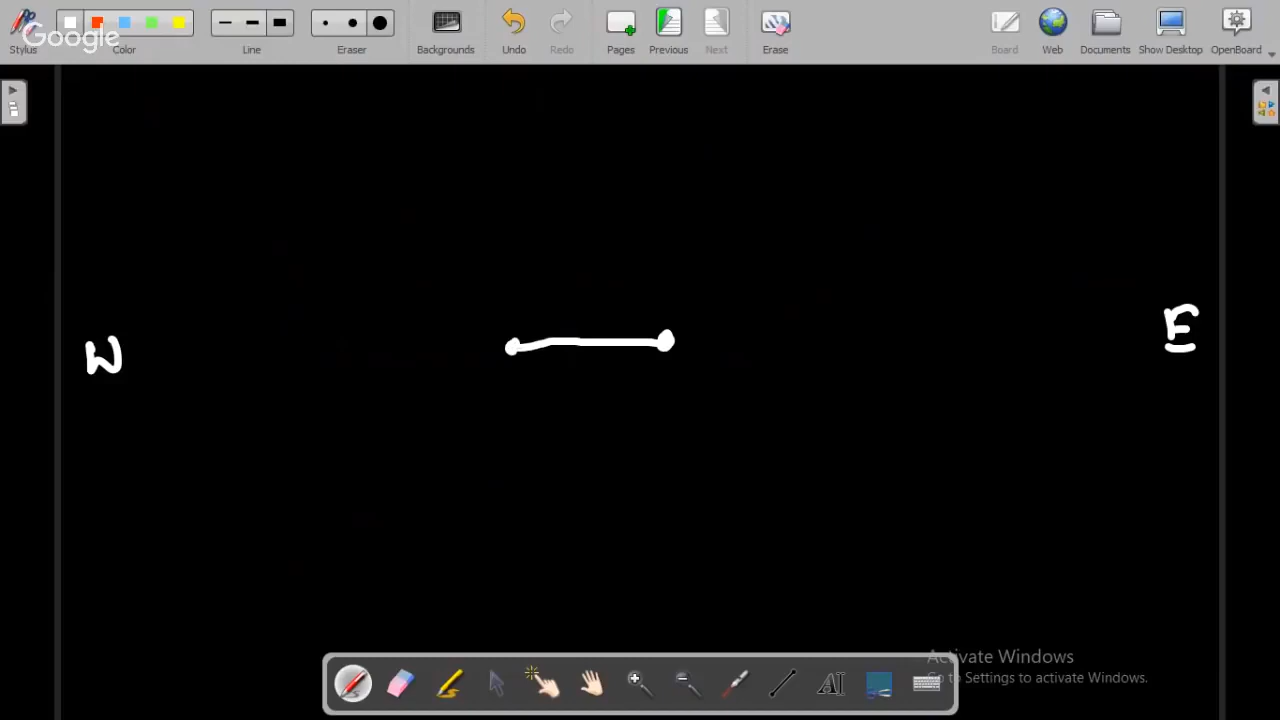 Stylus
Google
Color
Line
Eraser
Backgrounds
Undo
Redo
Pages
Previous
Next
Erase
Board
Web
Documents
Show Desktop
OpenBoard
W
E
AI
Activate Windows
Go to Settings to activate Windows.